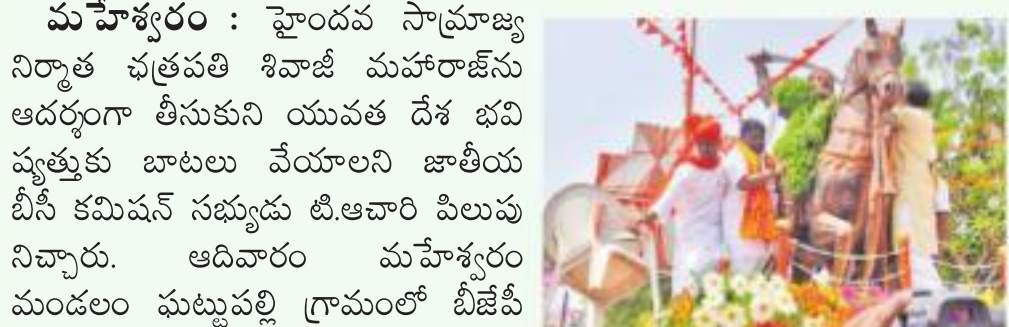 మహేశ్వరం : హైందవ సామ్రాజ్య
నిర్మాత ఛత్రపతి శివాజీ మహారాజ్‌ను
ఆదర్శంగా తీసుకుని యువత దేశ భవి
ష్యత్తుకు బాటలు వేయాలని జాతీయ
బీసీ కమిషన్ సభ్యుడు టి.ఆచారి పిలుపు
నిచ్చారు. ఆదివారం మహేశ్వరం
మండలం ఘట్టుపల్లి గ్రామంలో బీజేపీ